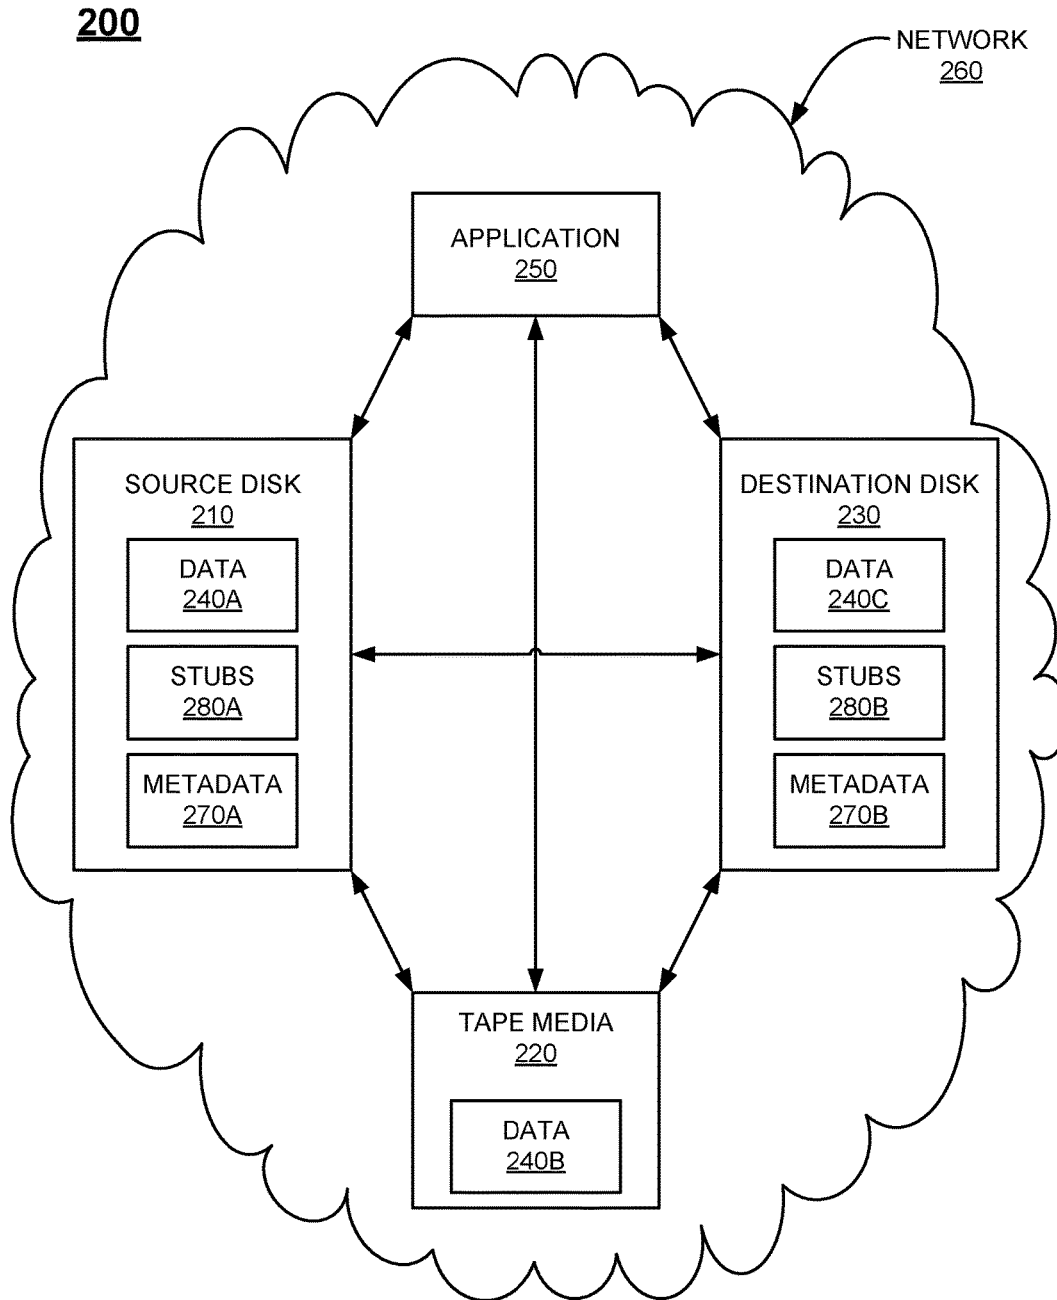 200
NETWORK
260
APPLICATION
250
SOURCE DISK
210
DATA
240A
STUBS
280A
METADATA
270A
DESTINATION DISK
230
DATA
240C
STUBS
280B
METADATA
270B
TAPE MEDIA
220
DATA
240B